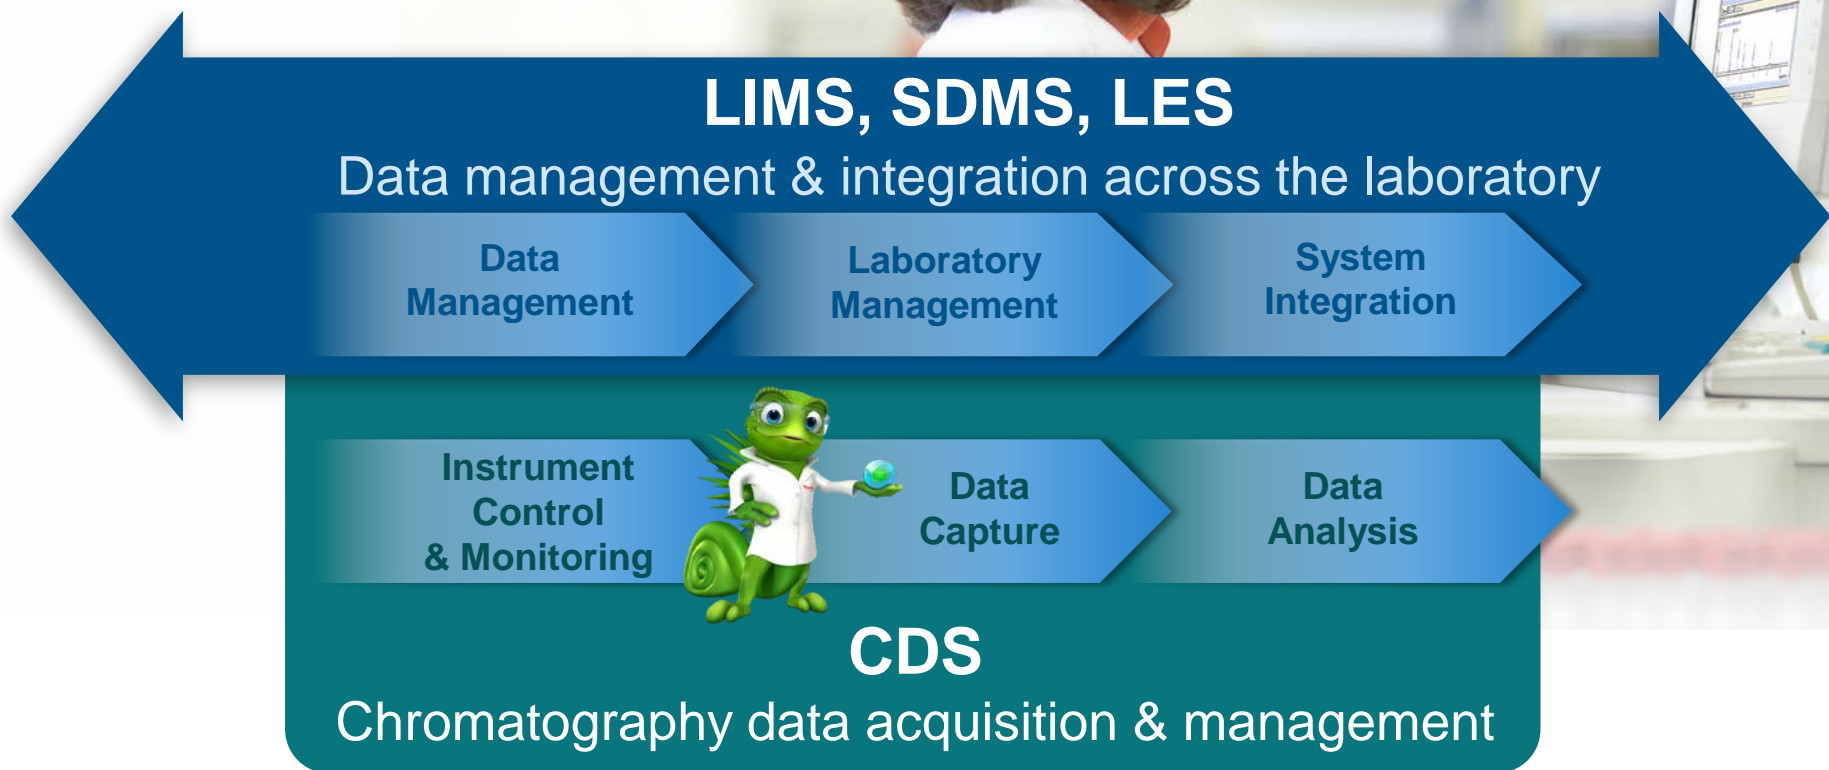 LIMS, SDMS, LES
Data management & integration across the laboratory
Data
Management
Laboratory
Management
System
Integration
Instrument
Control
& Monitoring
Data
Capture
Data
Analysis
CDS
Chromatography data acquisition & management